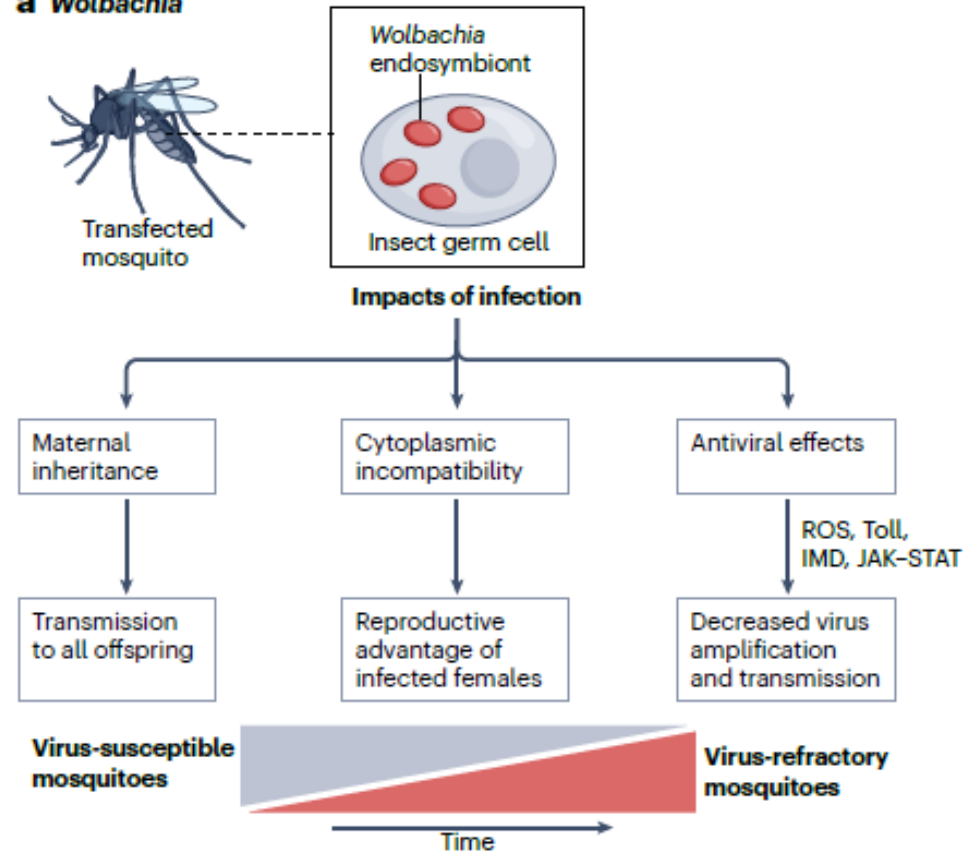 a Wolbachia
Wolbachia
endosymbiont
Transfected
mosquito
Insect germ cell
Impacts of infection
Maternal
inheritance
Cytoplasmic
incompatibility
Antiviral effects
ROS, Toll,
IMD, JAK–STAT
Transmission
to all offspring
Reproductive
advantage of
infected females
Decreased virus
amplification
and transmission
Virus-susceptible
mosquitoes
Virus-refractory
mosquitoes
Time